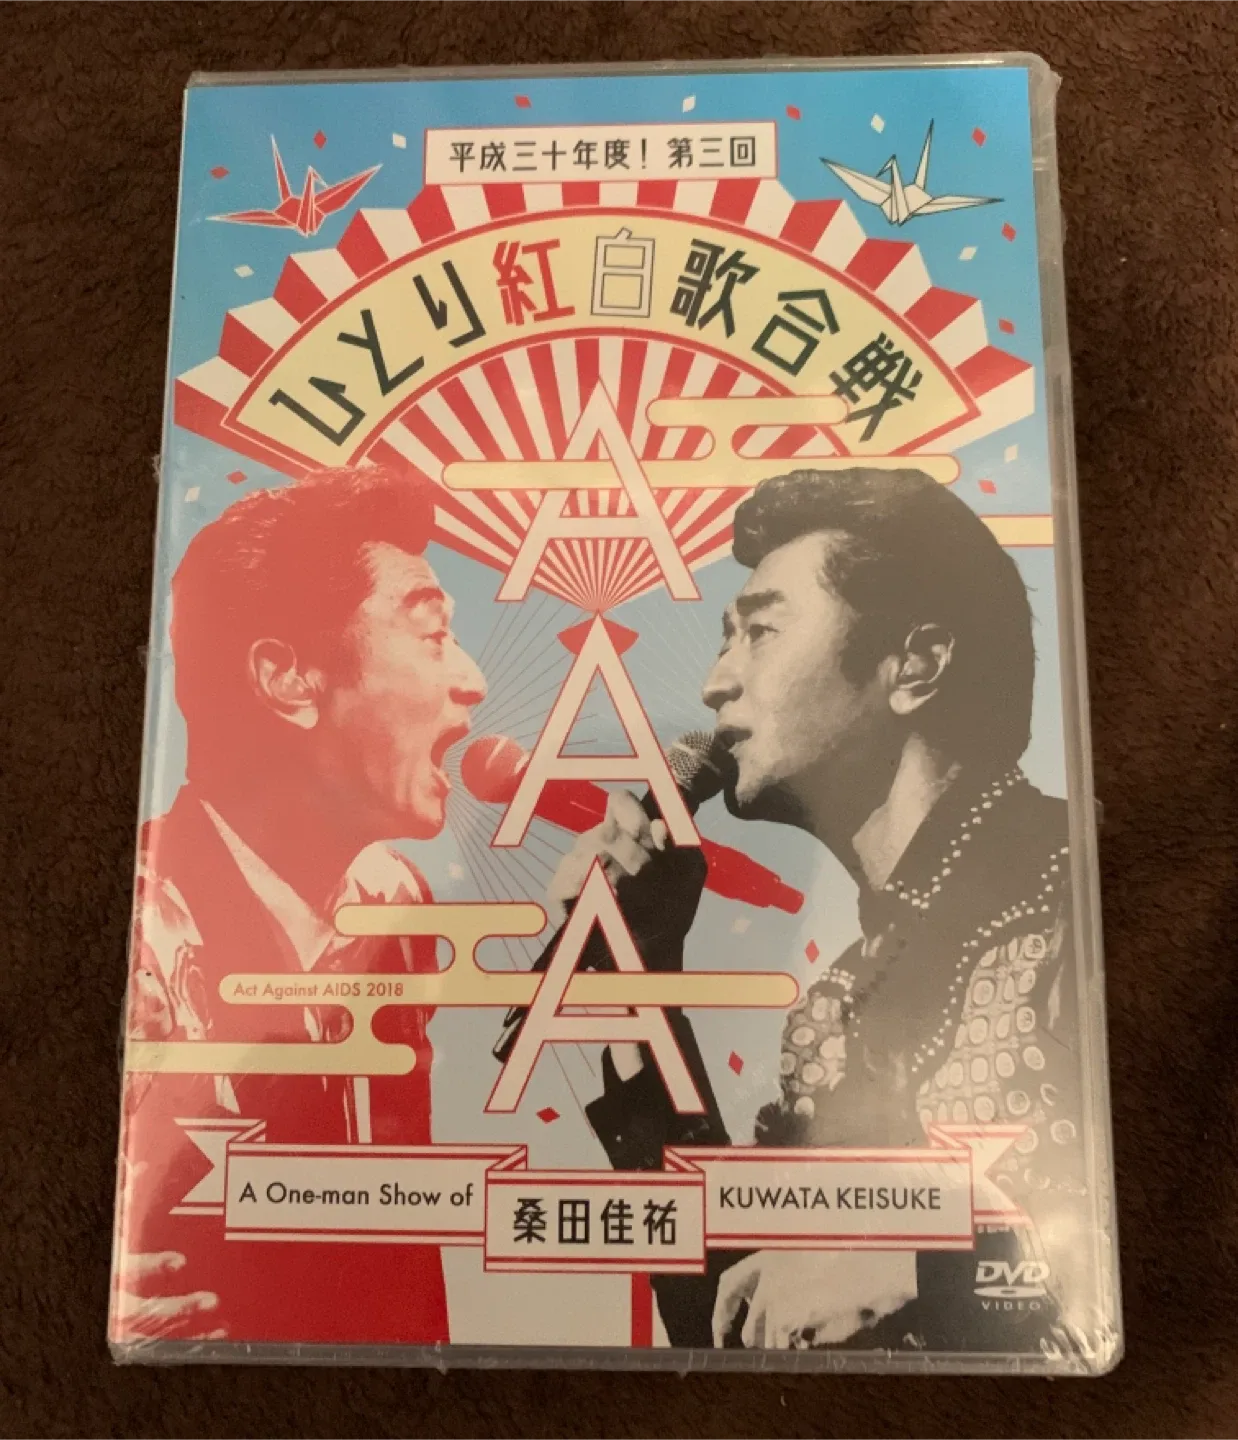 平成三十年度! 第三回
ひとり紅白歌合戦
A
A
A
Act Against AIDS 2018
A One-man Show of 桑田佳祐 KUWATA KEISUKE
DVD
VIDEO